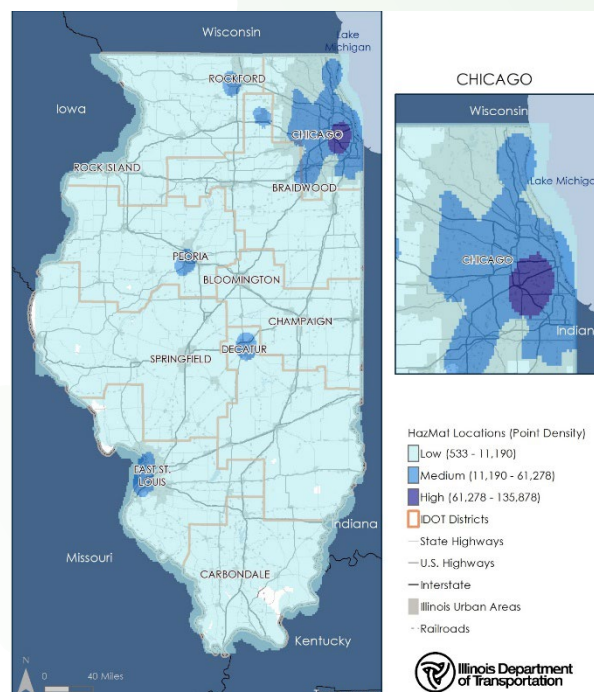 Wisconsin
Lake
Michigan
ROCKFORD
Iowa
CHICAGO
ROCK ISLAND
BRAIDWOOD
PEORIA
BLOOMINGTON
CHAMPAIGN
DECATUR
SPRINGFIELD
EAST ST.
LOUIS
Indiana
Missouri
CARBONDALE
Kentucky
N
0 40 Miles
CHICAGO
Wisconsin
Lake Michiga
CHICAGO
Indian
HazMat Locations (Point Density)
Low (533 - 11,190)
Medium (11,190 - 61,278)
High (61,278 - 135,878)
IDOT Districts
State Highways
U.S. Highways
Interstate
Illinois Urban Areas
Railroads
Illinois Department
of Transportation